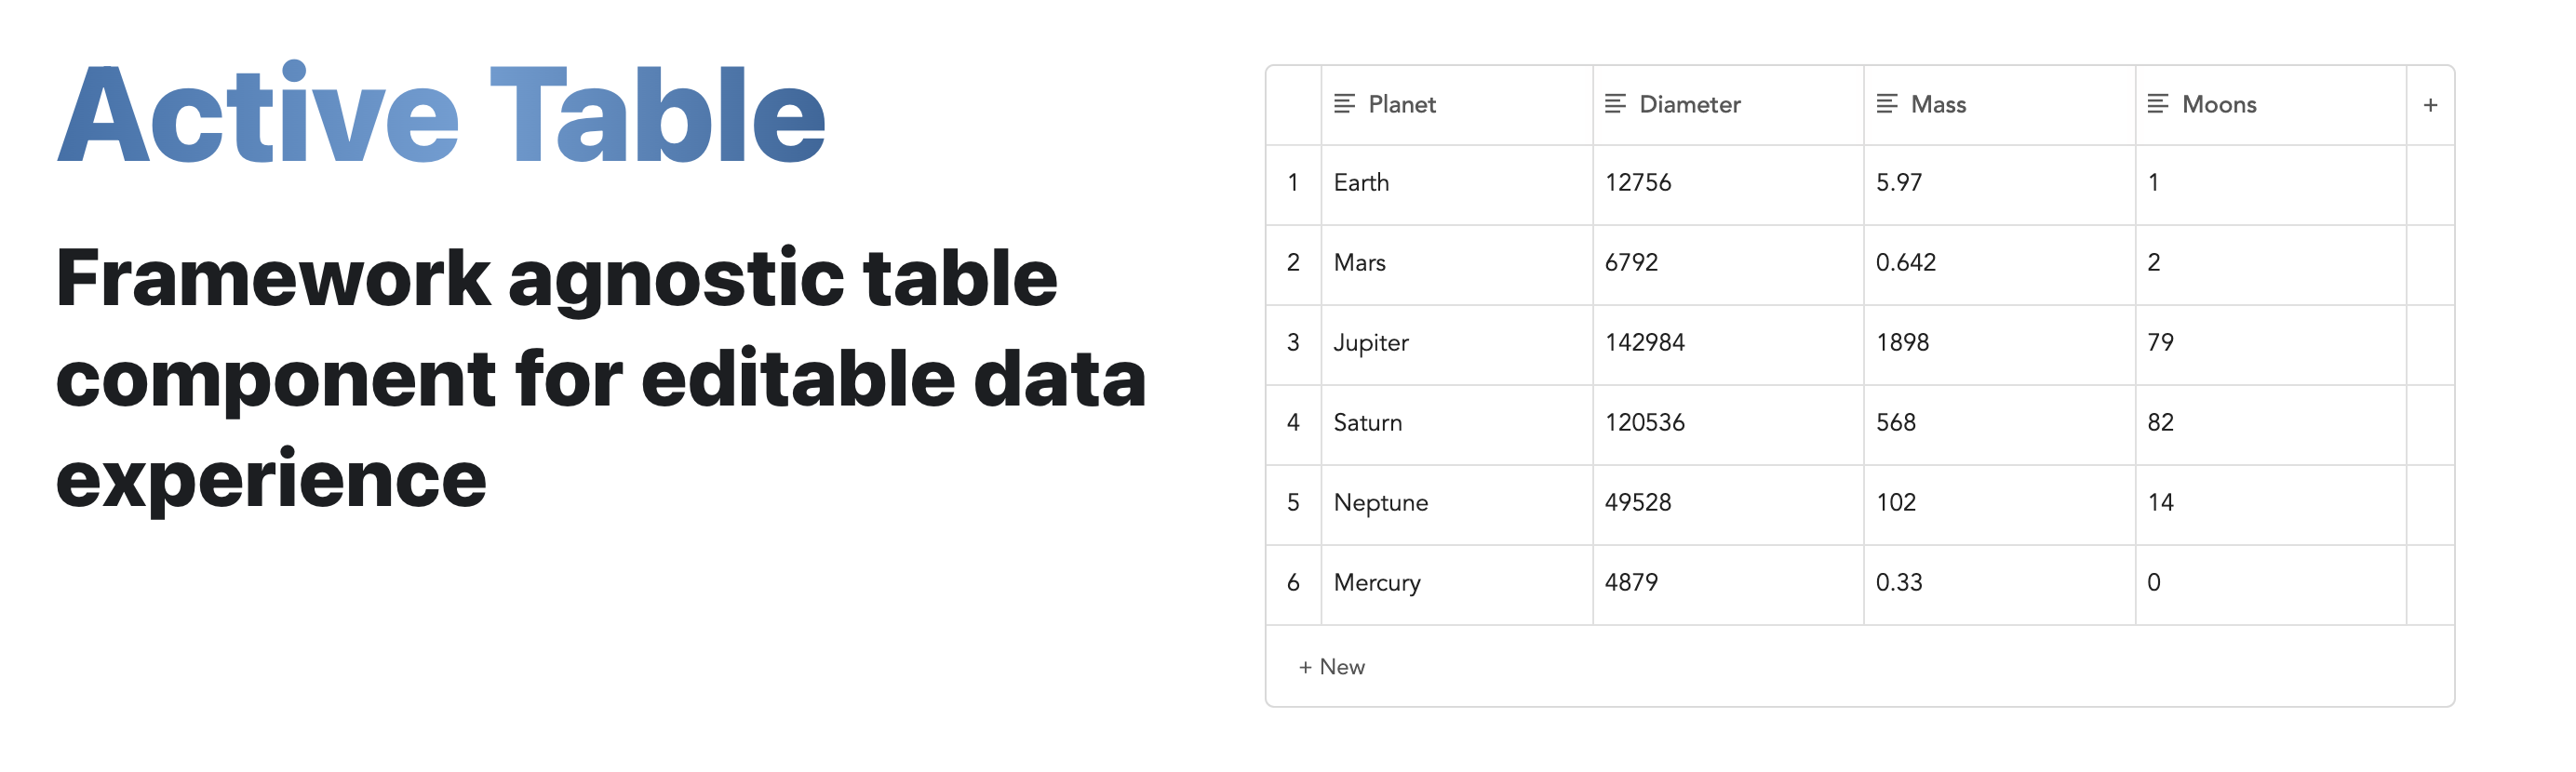 Active Table
Framework agnostic table
component for editable data
experience
Planet Diameter Mass Moons +
1 Earth 12756 5.97 1
2 Mars 6792 0.642 2
3 Jupiter 142984 1898 79
4 Saturn 120536 568 82
5 Neptune 49528 102 14
6 Mercury 4879 0.33 0
+ New